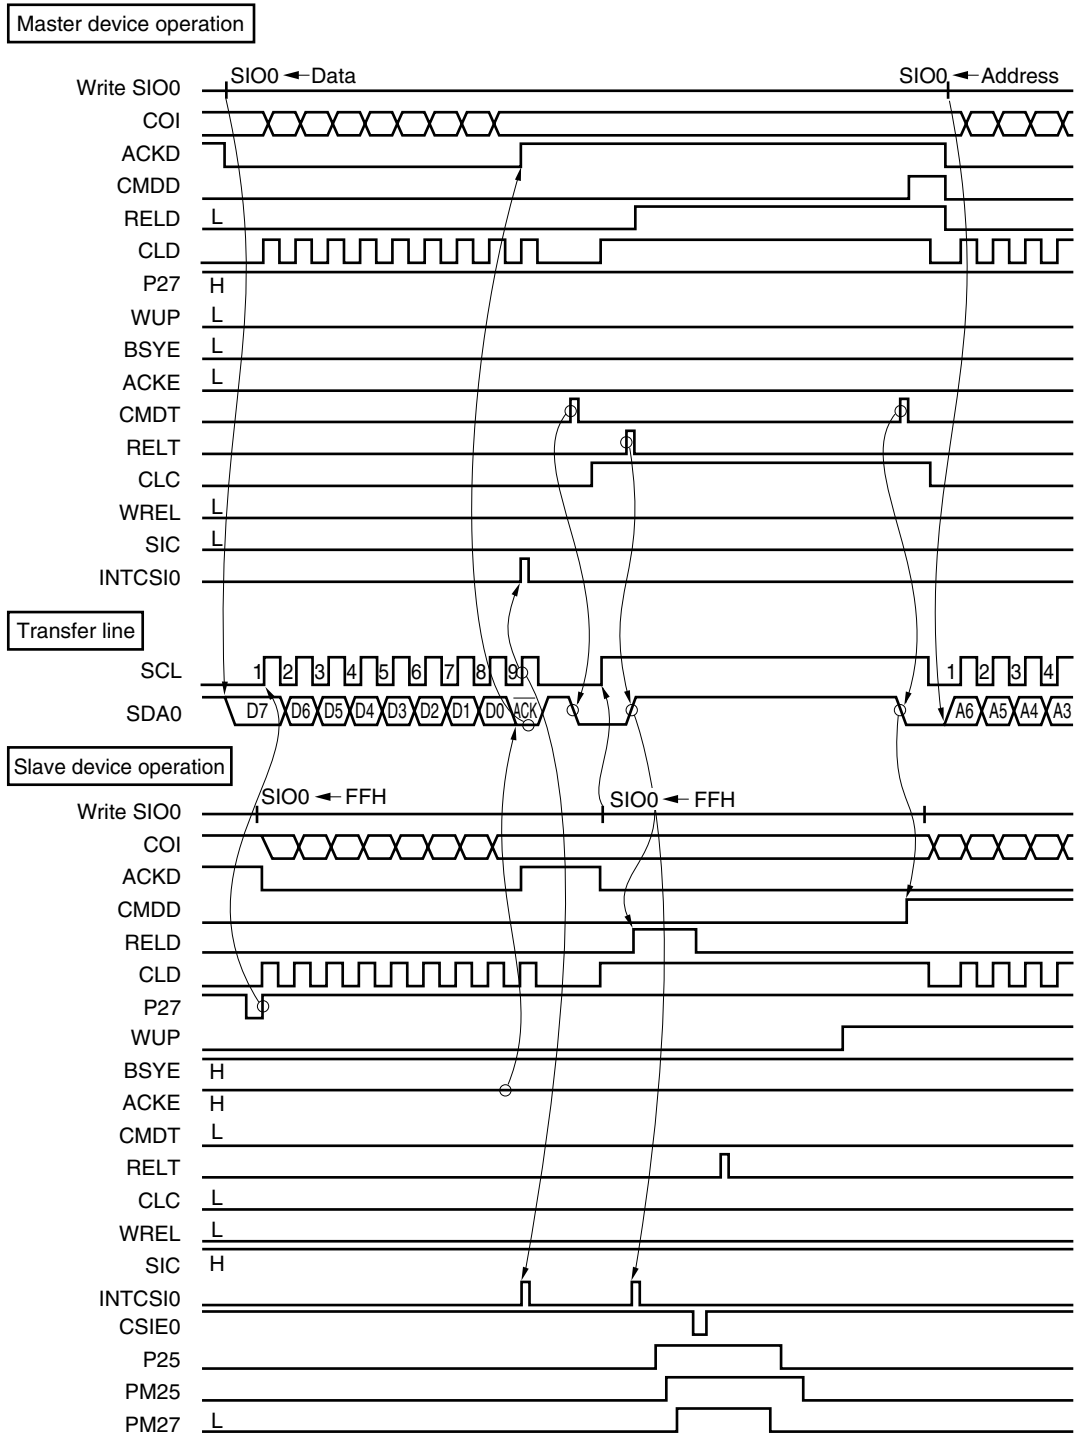 Master device operation
SIO0 ← Data
SIO0 ← Address
Write SIO0
COI
ACKD
CMDD
RELD L
CLD
P27 H
WUP L
BSYE L
ACKE L
CMDT
RELT
CLC
WREL L
SIC L
INTCSI0
Transfer line
SCL 1 2 3 4 5 6 7 8 9 1 2 3 4
SDA0 D7 D6 D5 D4 D3 D2 D1 D0 ACK A6 A5 A4 A3
Slave device operation
SIO0 ← FFH
SIO0 ← FFH
Write SIO0
COI
ACKD
CMDD
RELD
CLD
P27
WUP
BSYE H
ACKE H
CMDT L
RELT
CLC L
WREL L
SIC H
INTCSI0
CSIE0
P25
PM25
PM27 L